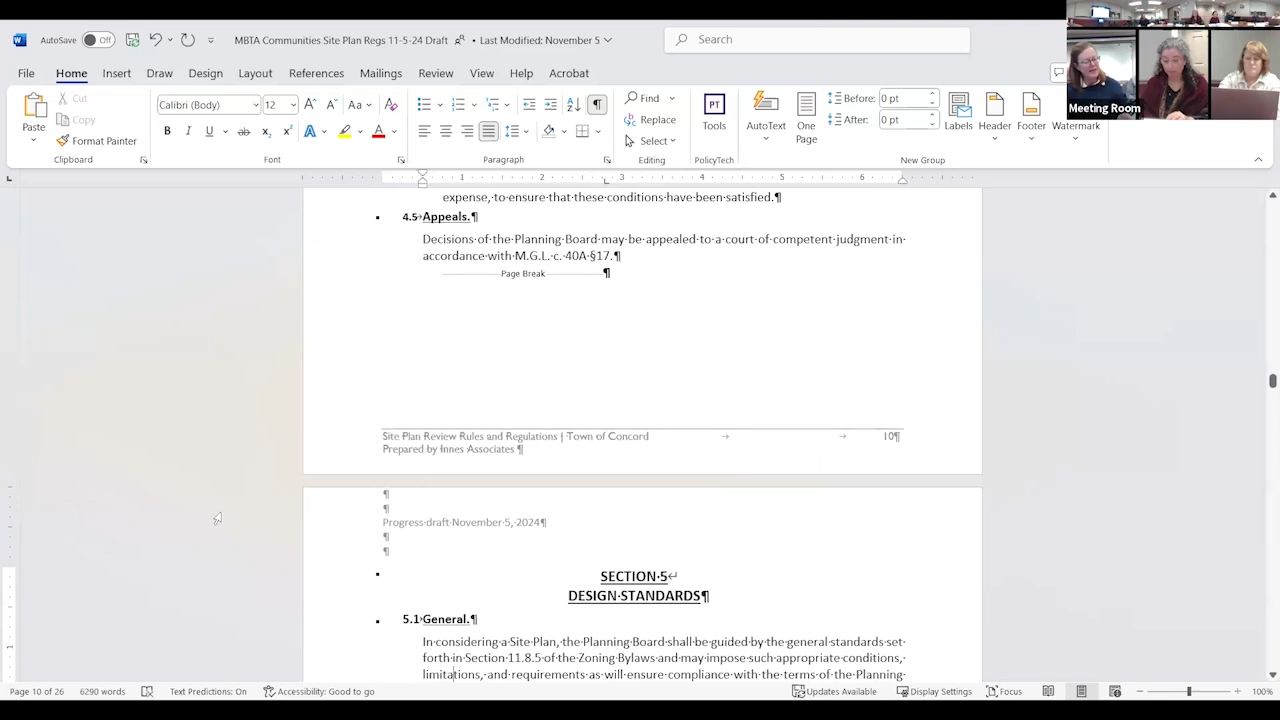 AutoSave Off MBTA Communities Site Plan Regs 11-5-24 Draft • Last Modified: November 5 Search
File Home Insert Draw Design Layout References Mailings Review View Help Acrobat
Meeting Room
Paste Cut Copy Format Painter
Calibri (Body) 12
Find Replace Select
PT Tools
AutoText One Page
Before: 0 pt
After: 0 pt
Labels Header Footer Watermark
Clipboard Font Paragraph Editing PolicyTech New Group
1 2 3 4 5 6
expense, to ensure that these conditions have been satisfied.¶
4.5 Appeals.¶
Decisions of the Planning Board may be appealed to a court of competent judgment in
accordance with M.G.L. c. 40A §17.¶
Page Break ¶
Site Plan Review Rules and Regulations | Town of Concord → → 10¶
Prepared by Innes Associates ¶
¶
¶
Progress draft November 5, 2024¶
¶
¶
SECTION 5
DESIGN STANDARDS¶
5.1 General.¶
In considering a Site Plan, the Planning Board shall be guided by the general standards set
forth in Section 11.8.5 of the Zoning Bylaws and may impose such appropriate conditions,
limitations, and requirements as will ensure compliance with the terms of the Planning
Page 10 of 26 6290 words Text Predictions: On Accessibility: Good to go Updates Available Display Settings Focus 100%